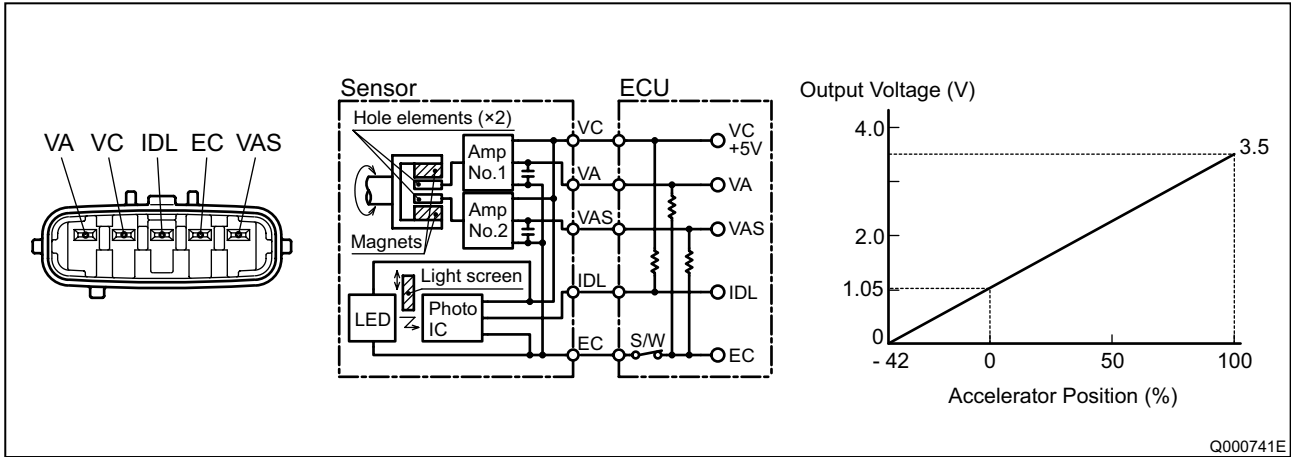 VA VC IDL EC VAS
Sensor
Hole elements (×2)
Amp
No.1
Amp
No.2
Magnets
Light screen
LED
Photo
IC
VC
VA
VAS
IDL
EC
ECU
VC
+5V
VA
VAS
IDL
S/W
EC
Output Voltage (V)
4.0
3.5
2.0
1.05
0
- 42
0
50
100
Accelerator Position (%)
Q000741E